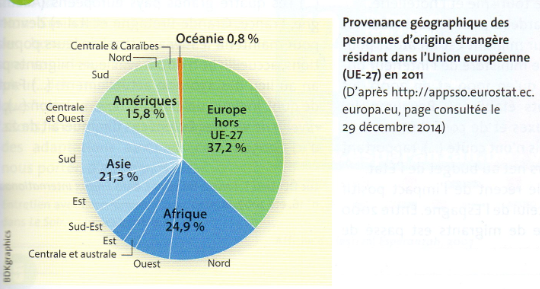 Océanie 0,8 %
Centrale & Caraïbes
Nord
Sud
Amériques
15,8 %
Centrale
et Ouest
Sud
Asie
21,3 %
Est
Sud-Est
Est
Centrale et australe
Ouest
Nord
Afrique
24,9 %
Europe
hors
UE-27
37,2 %
BDKgraphics
Provenance géographique des
personnes d'origine étrangère
résidant dans l'Union européenne
(UE-27) en 2011
(D'après http://appsso.eurostat.ec.
europa.eu, page consultée le
29 décembre 2014)